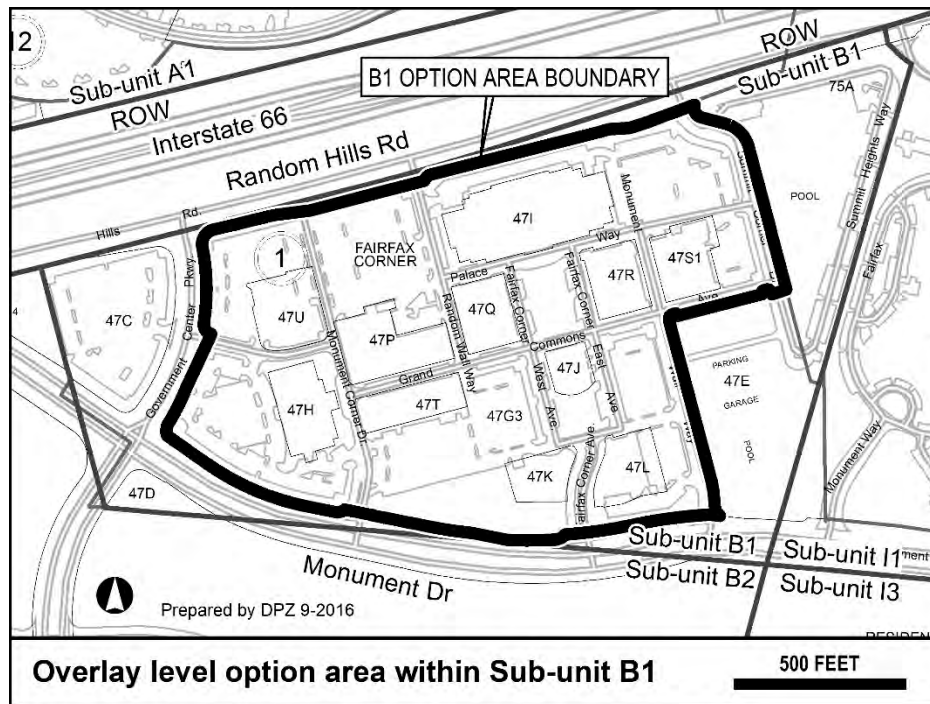 12
Sub-unit A1
ROW
ROW
Sub-unit B1
B1 OPTION AREA BOUNDARY
75A
Interstate 66
Random Hills Rd
Hills
Rd.
Summit Heights Way
POOL
Fairfax
47I
Monument
Way
1
FAIRFAX
CORNER
47C
Center Pkwy
Government
47U
Palace
47R
47S1
Ave
47Q
Fairfax Corner
Fairfax Corner
47P
Random Wall Way
Commons
Grand
Monument Corner Dr
47J
East
Ave
West
Ave.
PARKING
47E
GARAGE
POOL
47H
47T
47G3
47K
47L
Fairfax Corner Ave.
Monument Way
47D
Sub-unit B1
Sub-unit I1
Monument Dr
Sub-unit B2
Sub-unit I3
Prepared by DPZ 9-2016
Overlay level option area within Sub-unit B1
500 FEET